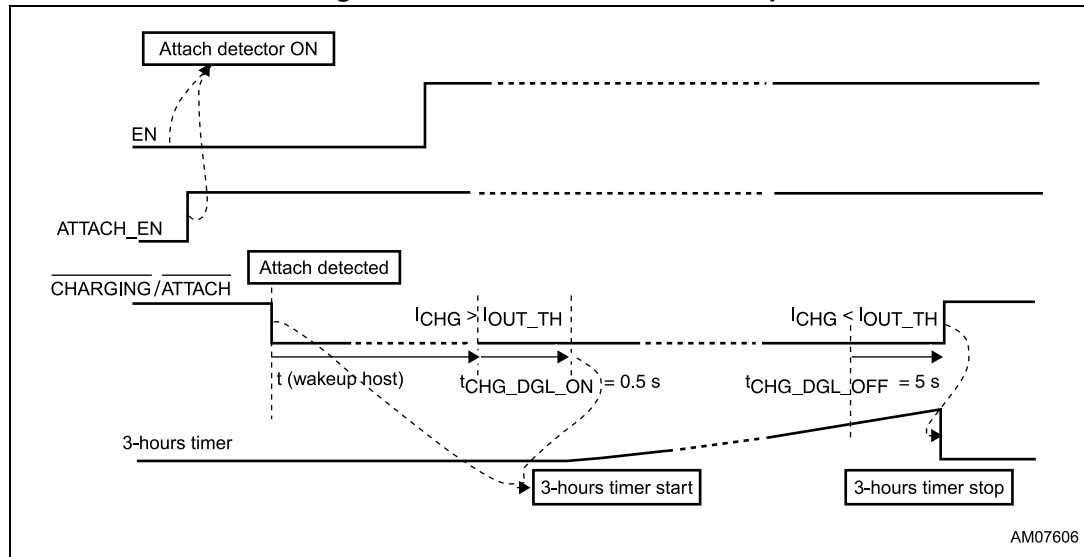 Attach detector ON
EN
ATTACH_EN
Attach detected
CHARGING/ATTACH
ICHG > IOUT_TH
ICHG < IOUT_TH
t (wakeup host)
tCHG_DGL_ON = 0.5 s
tCHG_DGL_OFF = 5 s
3-hours timer
3-hours timer start
3-hours timer stop
AM07606